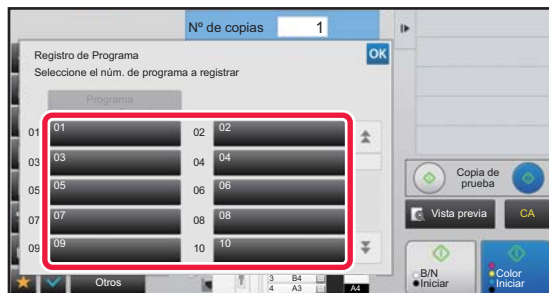 Nº de copias 1
Registro de Programa
OK
Seleccione el núm. de programa a registrar
Programa
01 01 02 02
03 03 04 04
05 05 06 06
07 07 08 08
09 09 10 10
Copia de
prueba
Vista previa CA
B/N
Iniciar
Color
Iniciar
Otros
3 B4
4 A3
A4